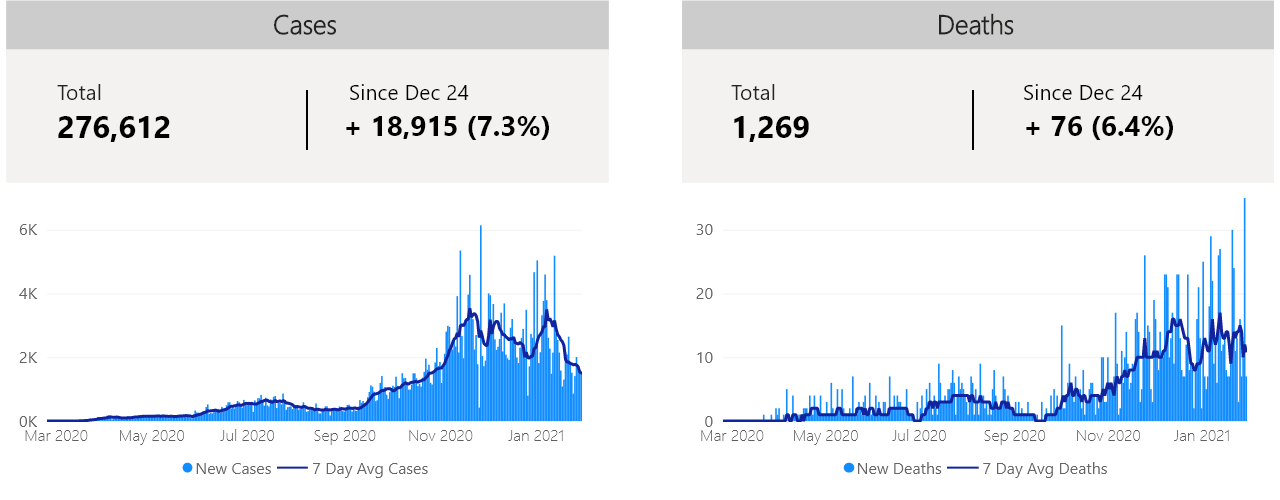 Cases
Total
276,612
Since Dec 24
+ 18,915 (7.3%)
6K
4K
2K
0K
Mar 2020 May 2020 Jul 2020 Sep 2020 Nov 2020 Jan 2021
New Cases 7 Day Avg Cases
Deaths
Total
1,269
Since Dec 24
+ 76 (6.4%)
30
20
10
0
Mar 2020 May 2020 Jul 2020 Sep 2020 Nov 2020 Jan 2021
New Deaths 7 Day Avg Deaths